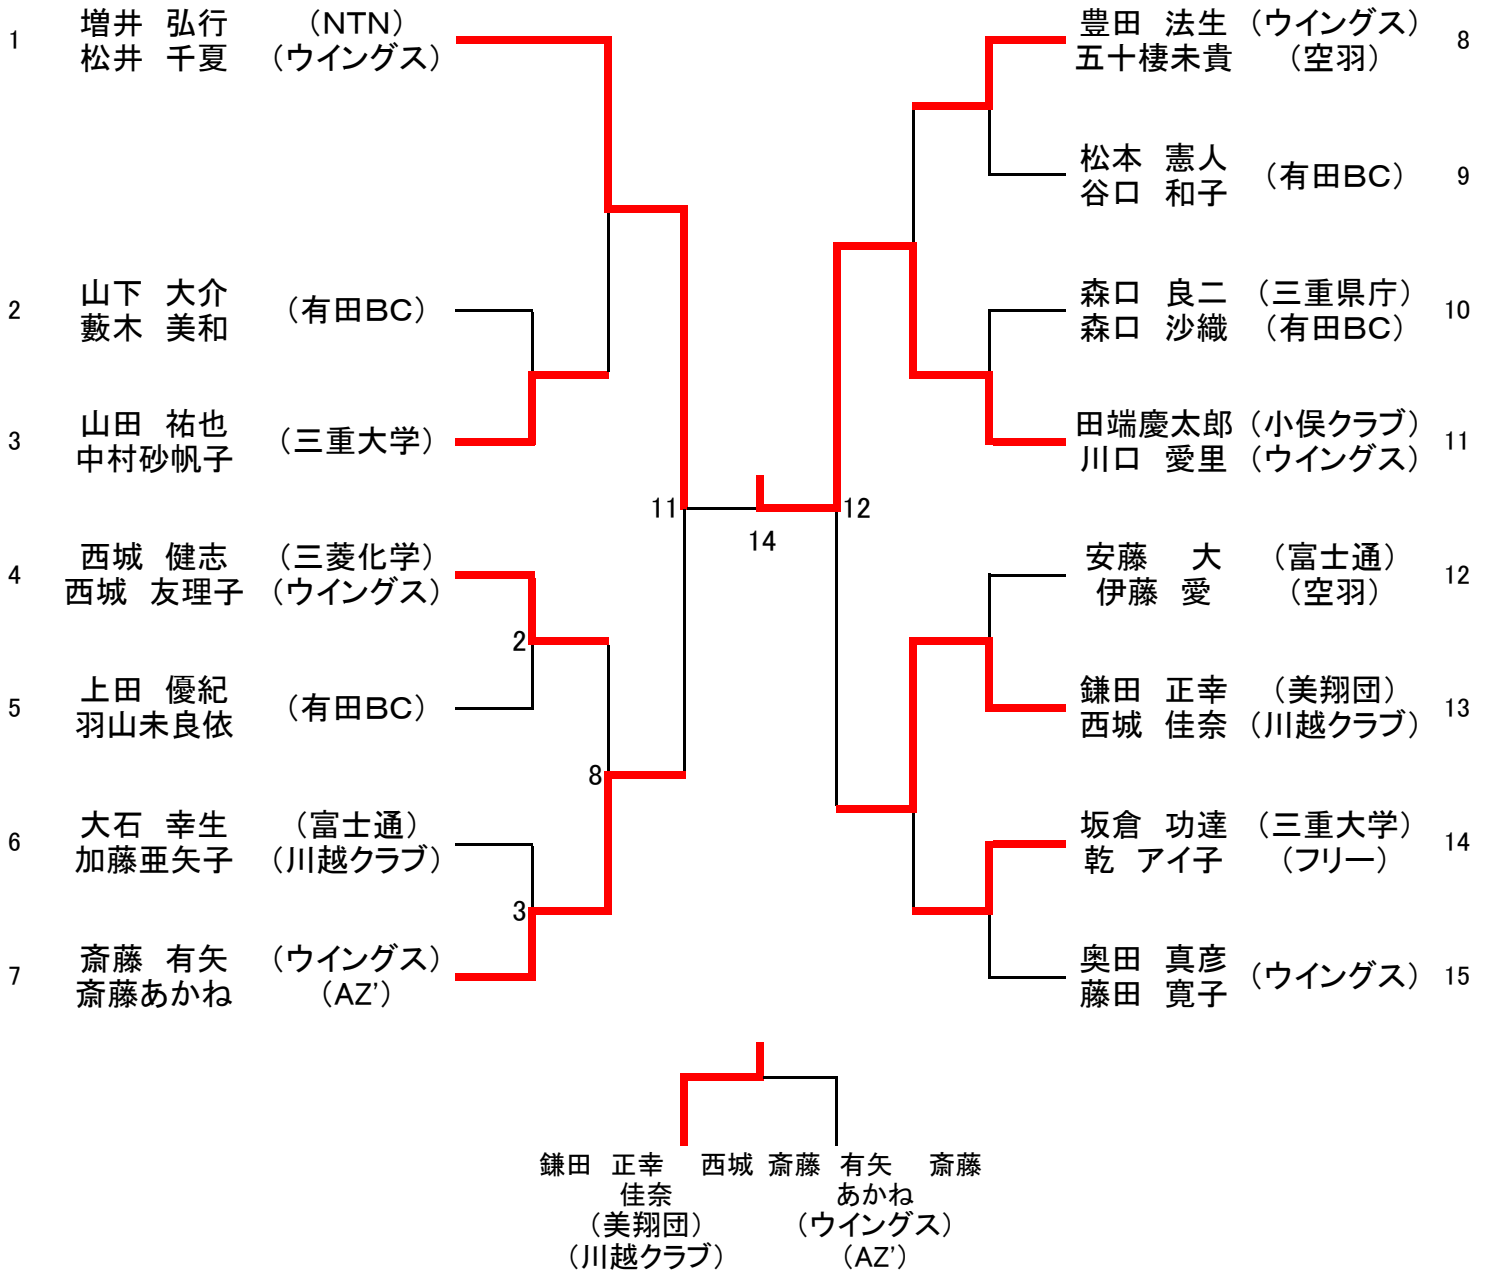 1 増井 弘行 (NTN)
松井 千夏 (ウイングス)
2 山下 大介 (有田BC)
藪木 美和
3 山田 祐也 (三重大学)
中村砂帆子
4 西城 健志 (三菱化学)
西城 友理子 (ウイングス)
5 上田 優紀 (有田BC)
羽山未良依
6 大石 幸生 (富士通)
加藤亜矢子 (川越クラブ)
7 斎藤 有矢 (ウイングス)
斎藤あかね (AZ')
2
3
8
11
14
12
豊田 法生 (ウイングス) 8
五十棲未貴 (空羽)
松本 憲人 (有田BC) 9
谷口 和子
森口 良二 (三重県庁) 10
森口 沙織 (有田BC)
田端慶太郎 (小俣クラブ) 11
川口 愛里 (ウイングス)
安藤 大 (富士通) 12
伊藤 愛 (空羽)
鎌田 正幸 (美翔団) 13
西城 佳奈 (川越クラブ)
坂倉 功達 (三重大学) 14
乾 アイ子 (フリー)
奥田 真彦 (ウイングス) 15
藤田 寛子
鎌田 正幸 西城 斎藤 有矢 斎藤
佳奈 あかね
(美翔団) (ウイングス)
(川越クラブ) (AZ')